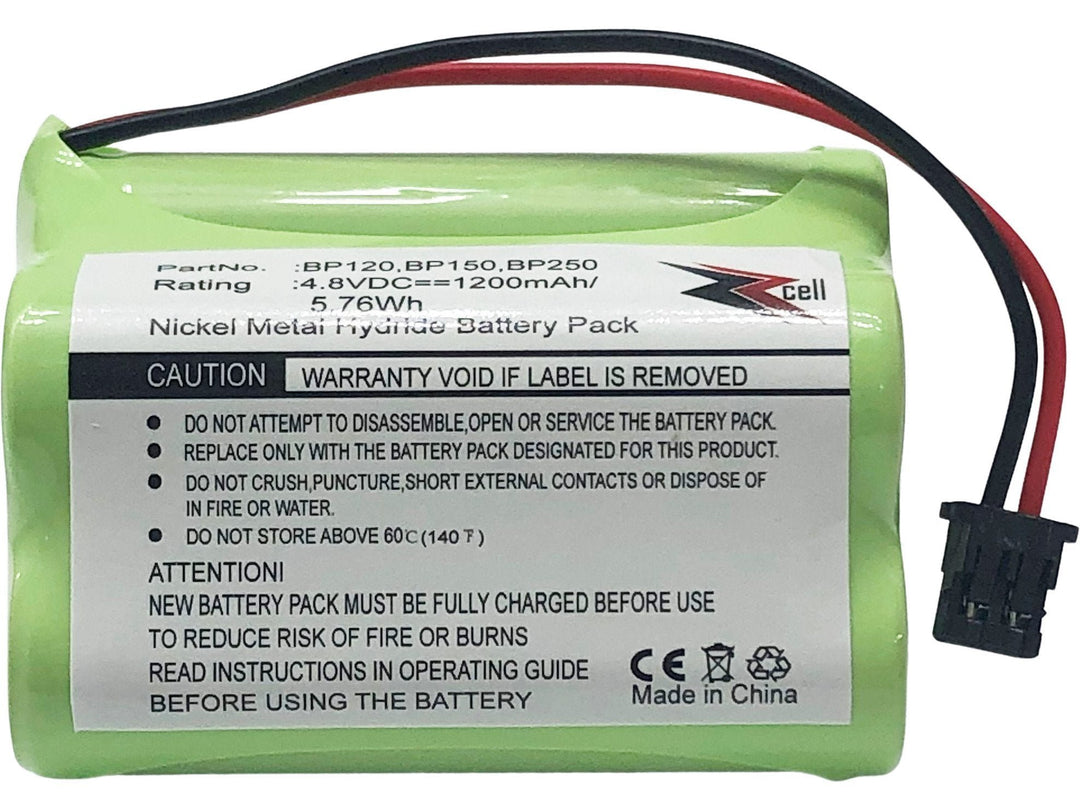 PartNo. :BP120,BP150,BP250
Rating :4.8VDC==1200mAh/
5.76Wh
Nickel Metal Hydride Battery Pack
cell
CAUTION WARRANTY VOID IF LABEL IS REMOVED
● DO NOT ATTEMPT TO DISASSEMBLE,OPEN OR SERVICE THE BATTERY PACK.
● REPLACE ONLY WITH THE BATTERY PACK DESIGNATED FOR THIS PRODUCT.
● DO NOT CRUSH,PUNCTURE,SHORT EXTERNAL CONTACTS OR DISPOSE OF
IN FIRE OR WATER.
● DO NOT STORE ABOVE 60℃(140℉)
ATTENTIONI
NEW BATTERY PACK MUST BE FULLY CHARGED BEFORE USE
TO REDUCE RISK OF FIRE OR BURNS
READ INSTRUCTIONS IN OPERATING GUIDE
BEFORE USING THE BATTERY
CE
Made in China